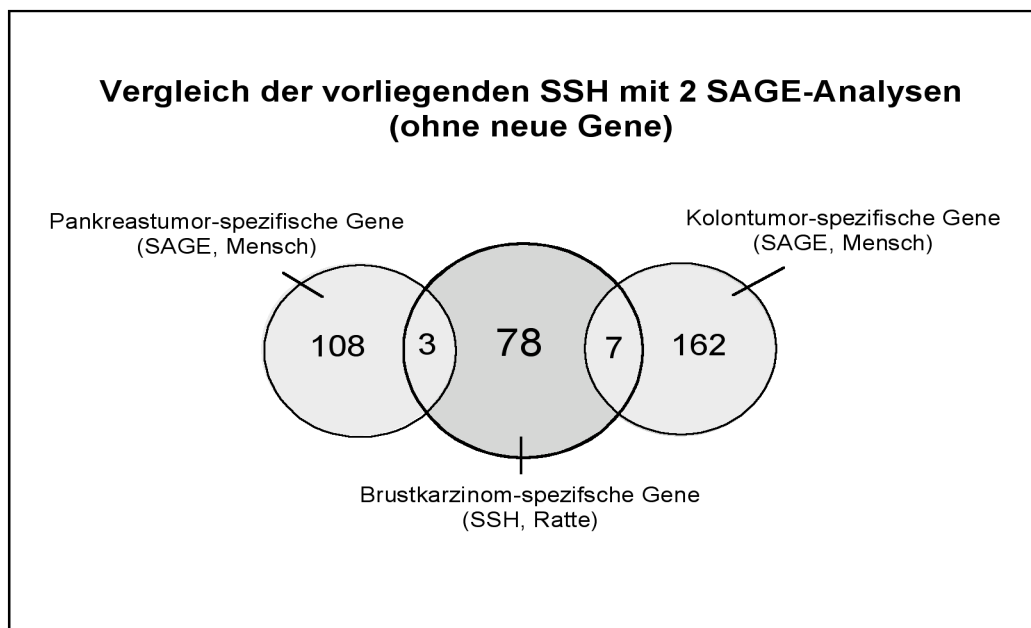 Vergleich der vorliegenden SSH mit 2 SAGE-Analysen
(ohne neue Gene)
Pankreastumor-spezifische Gene
(SAGE, Mensch)
Kolontumor-spezifische Gene
(SAGE, Mensch)
108
3
78
7
162
Brustkarzinom-spezifsche Gene
(SSH, Ratte)